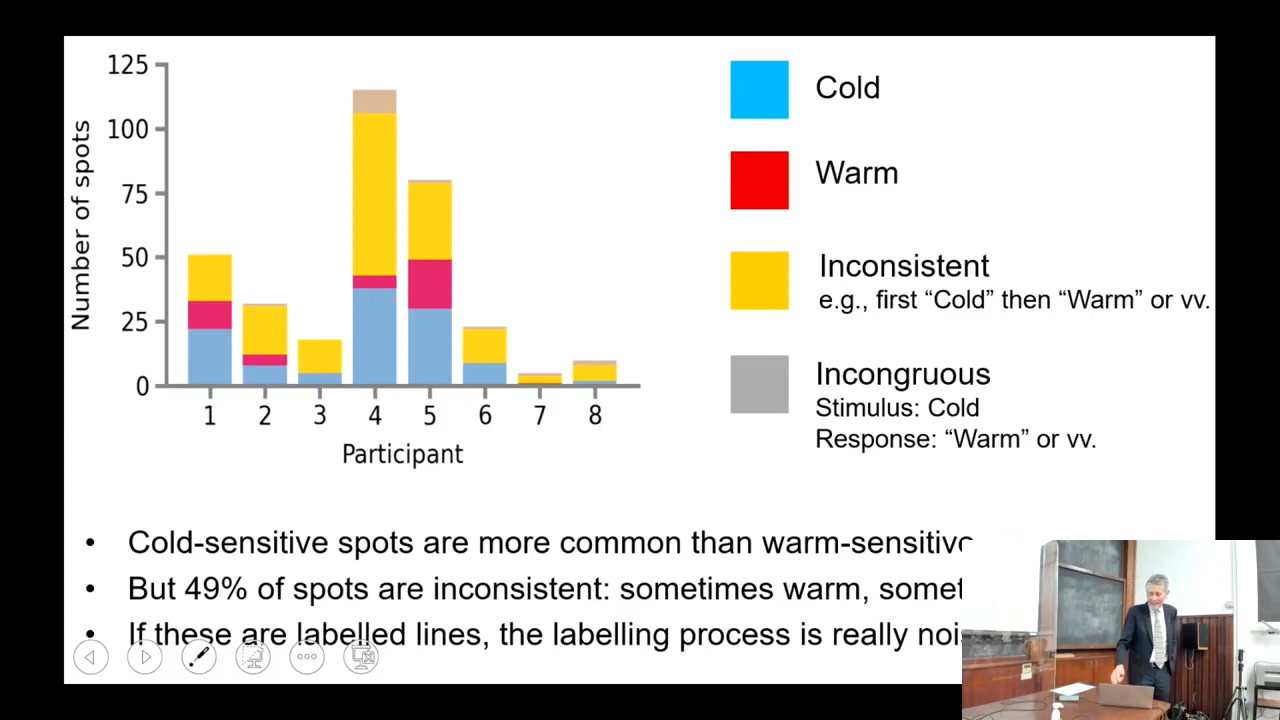 125
100
75
50
25
0
Number of spots
1 2 3 4 5 6 7 8
Participant
Cold
Warm
Inconsistent
e.g., first “Cold” then “Warm” or vv.
Incongruous
Stimulus: Cold
Response: “Warm” or vv.
• Cold-sensitive spots are more common than warm-sensitive
• But 49% of spots are inconsistent: sometimes warm,
• If these are labelled lines, the labelling process is really